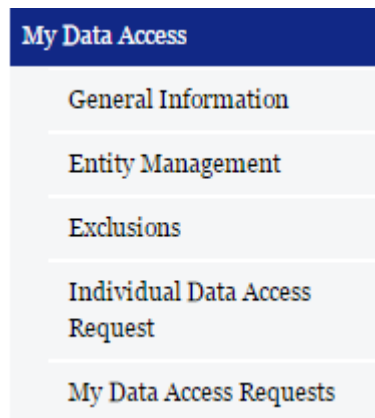 My Data Access
General Information
Entity Management
Exclusions
Individual Data Access
Request
My Data Access Requests